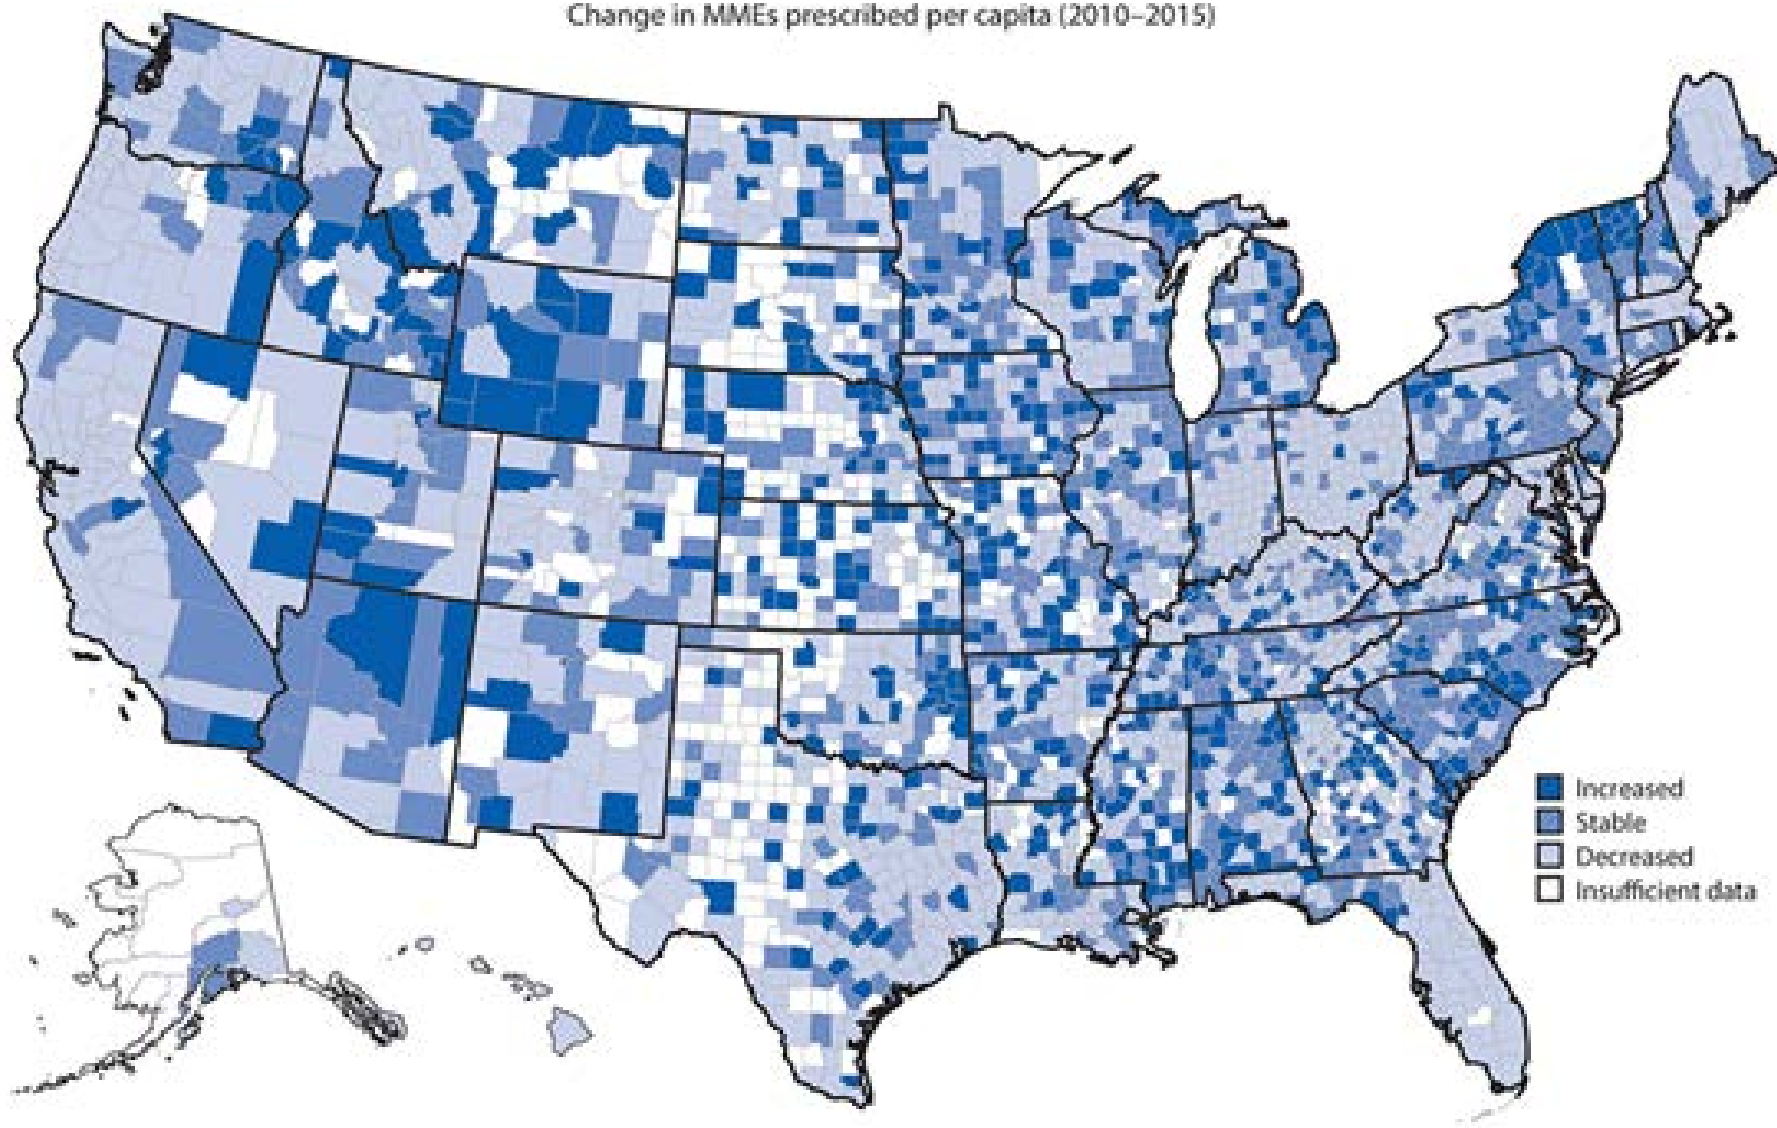 Change in MMEs prescribed per capita (2010–2015)
Increased
Stable
Decreased
Insufficient data